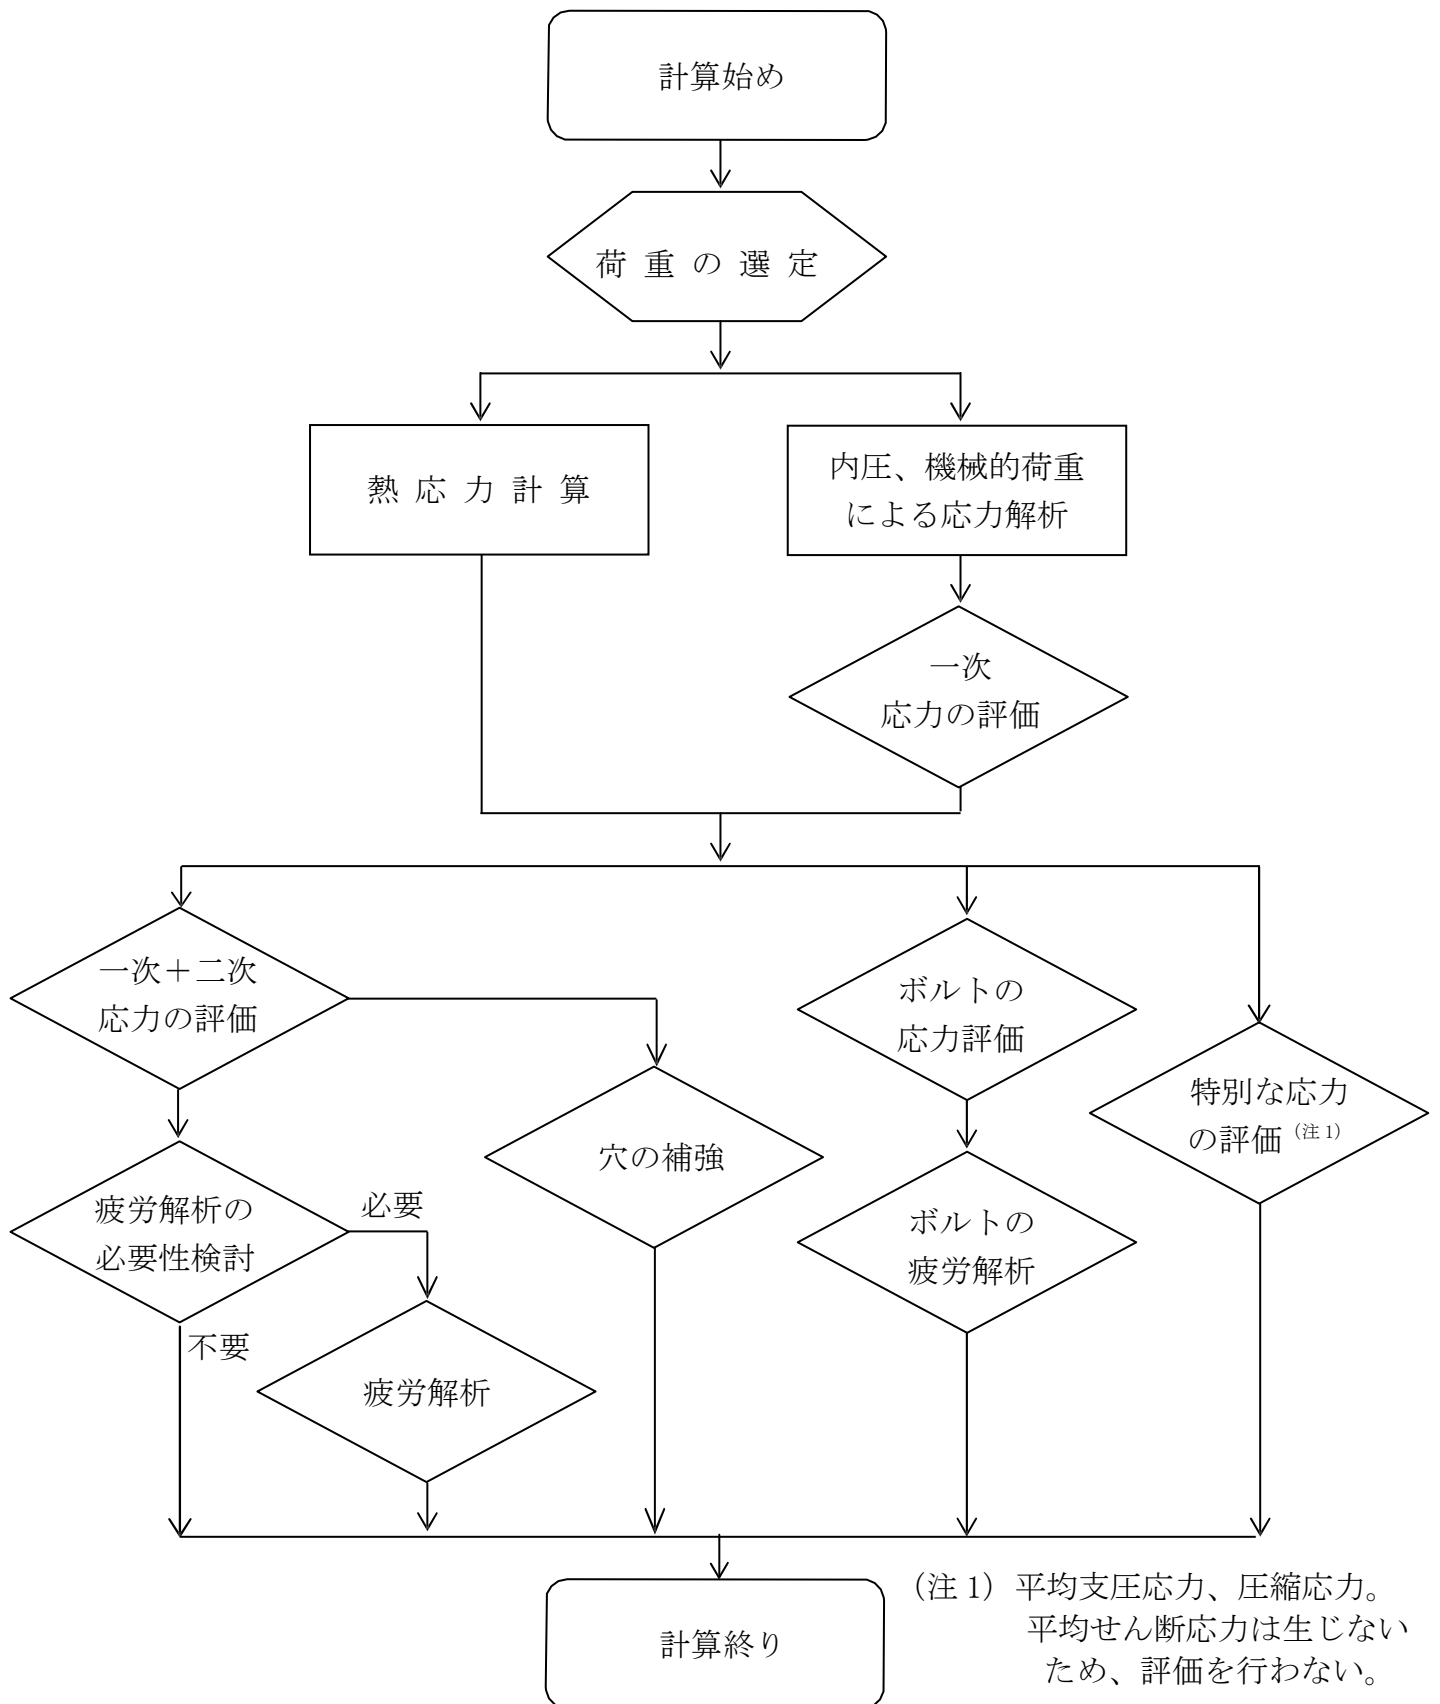 計算始め
荷重の選定
熱応力計算
内圧、機械的荷重
による応力解析
一次
応力の評価
一次＋二次
応力の評価
ボルトの
応力評価
特別な応力
の評価（注１）
穴の補強
疲労解析の
必要性検討
必要
不要
ボルトの
疲労解析
疲労解析
計算終り
（注１）平均支圧応力、圧縮応力。
平均せん断応力は生じない
ため、評価を行わない。